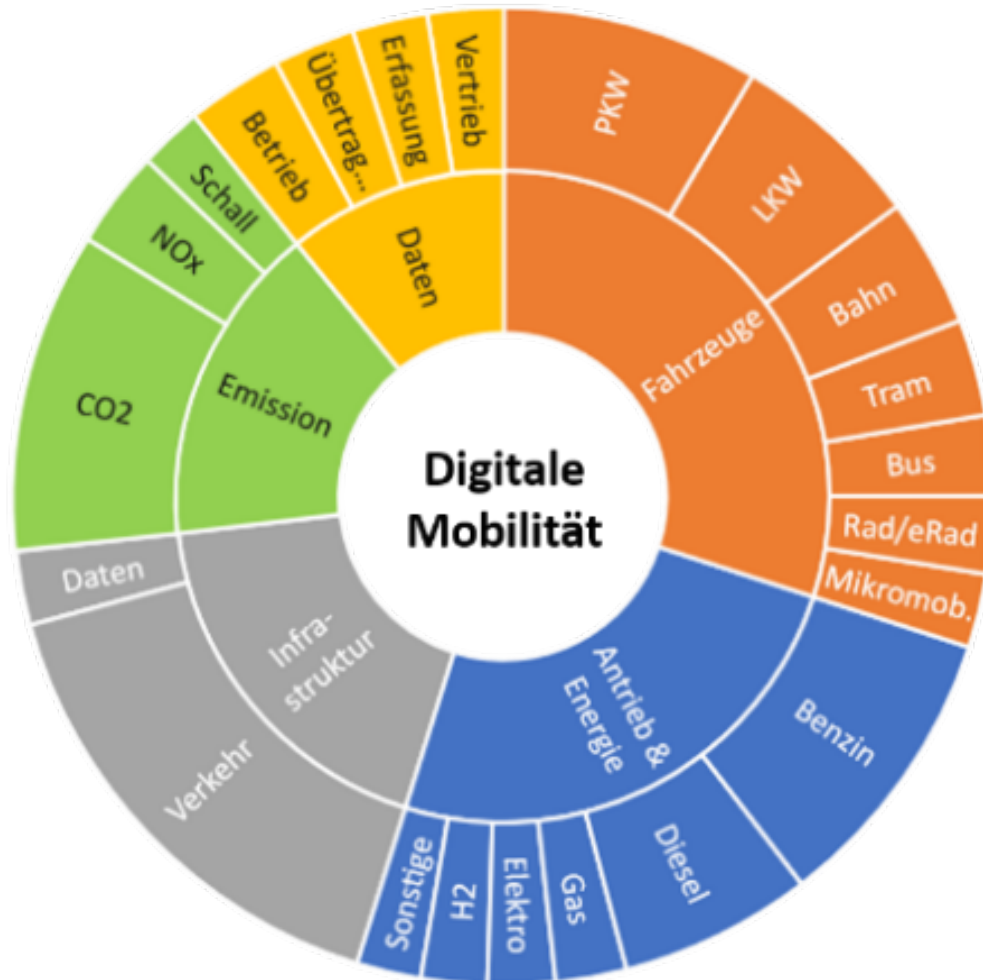 Digitale
Mobilität
Fahrzeuge
PKW
LKW
Bahn
Tram
Bus
Rad/eRad
Mikromob.
Antrieb &
Energie
Benzin
Diesel
Gas
Elektro
H2
Sonstige
Infra-
struktur
Verkehr
Daten
Emission
CO2
NOx
Schall
Daten
Betrieb
Übertrag...
Erfassung
Vertrieb